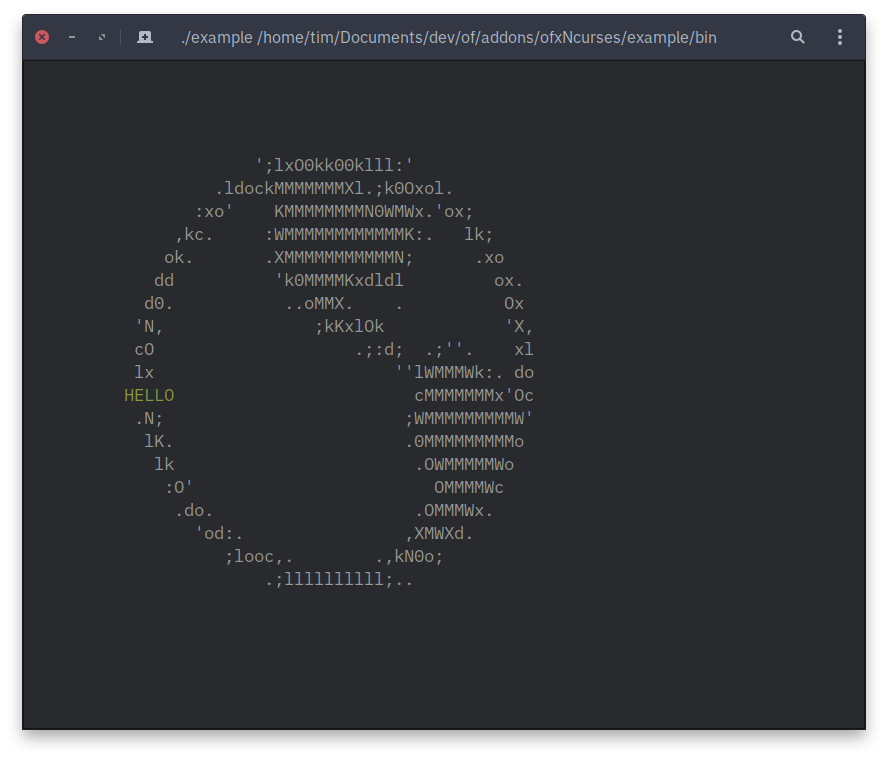 ./example /home/tim/Documents/dev/of/addons/ofxNcurses/example/bin
';lxO0kk00klll:'
.ldockMMMMMMMXl.;k0Oxol.
:xo'    KMMMMMMMMN0WMWx.'ox;
,kc.     :WMMMMMMMMMMMMK:.   lk;
ok.       .XMMMMMMMMMMMN;      .xo
dd          'k0MMMMKxdldl         ox.
d0.           ..oMMX.    .          Ox
'N,               ;kKxlOk            'X,
cO                    .;:d;  .;''.    xl
lx                        ''lWMMMWk:. do
HELLO                        cMMMMMMMx'Oc
.N;                        ;WMMMMMMMMMW'
lK.                       .0MMMMMMMMMo
lk                        .OWMMMMMWo
:O'                        OMMMMWc
.do.                    .OMMMWx.
'od:.                ,XMWXd.
;looc,.        .,kN0o;
.;llllllllll;..